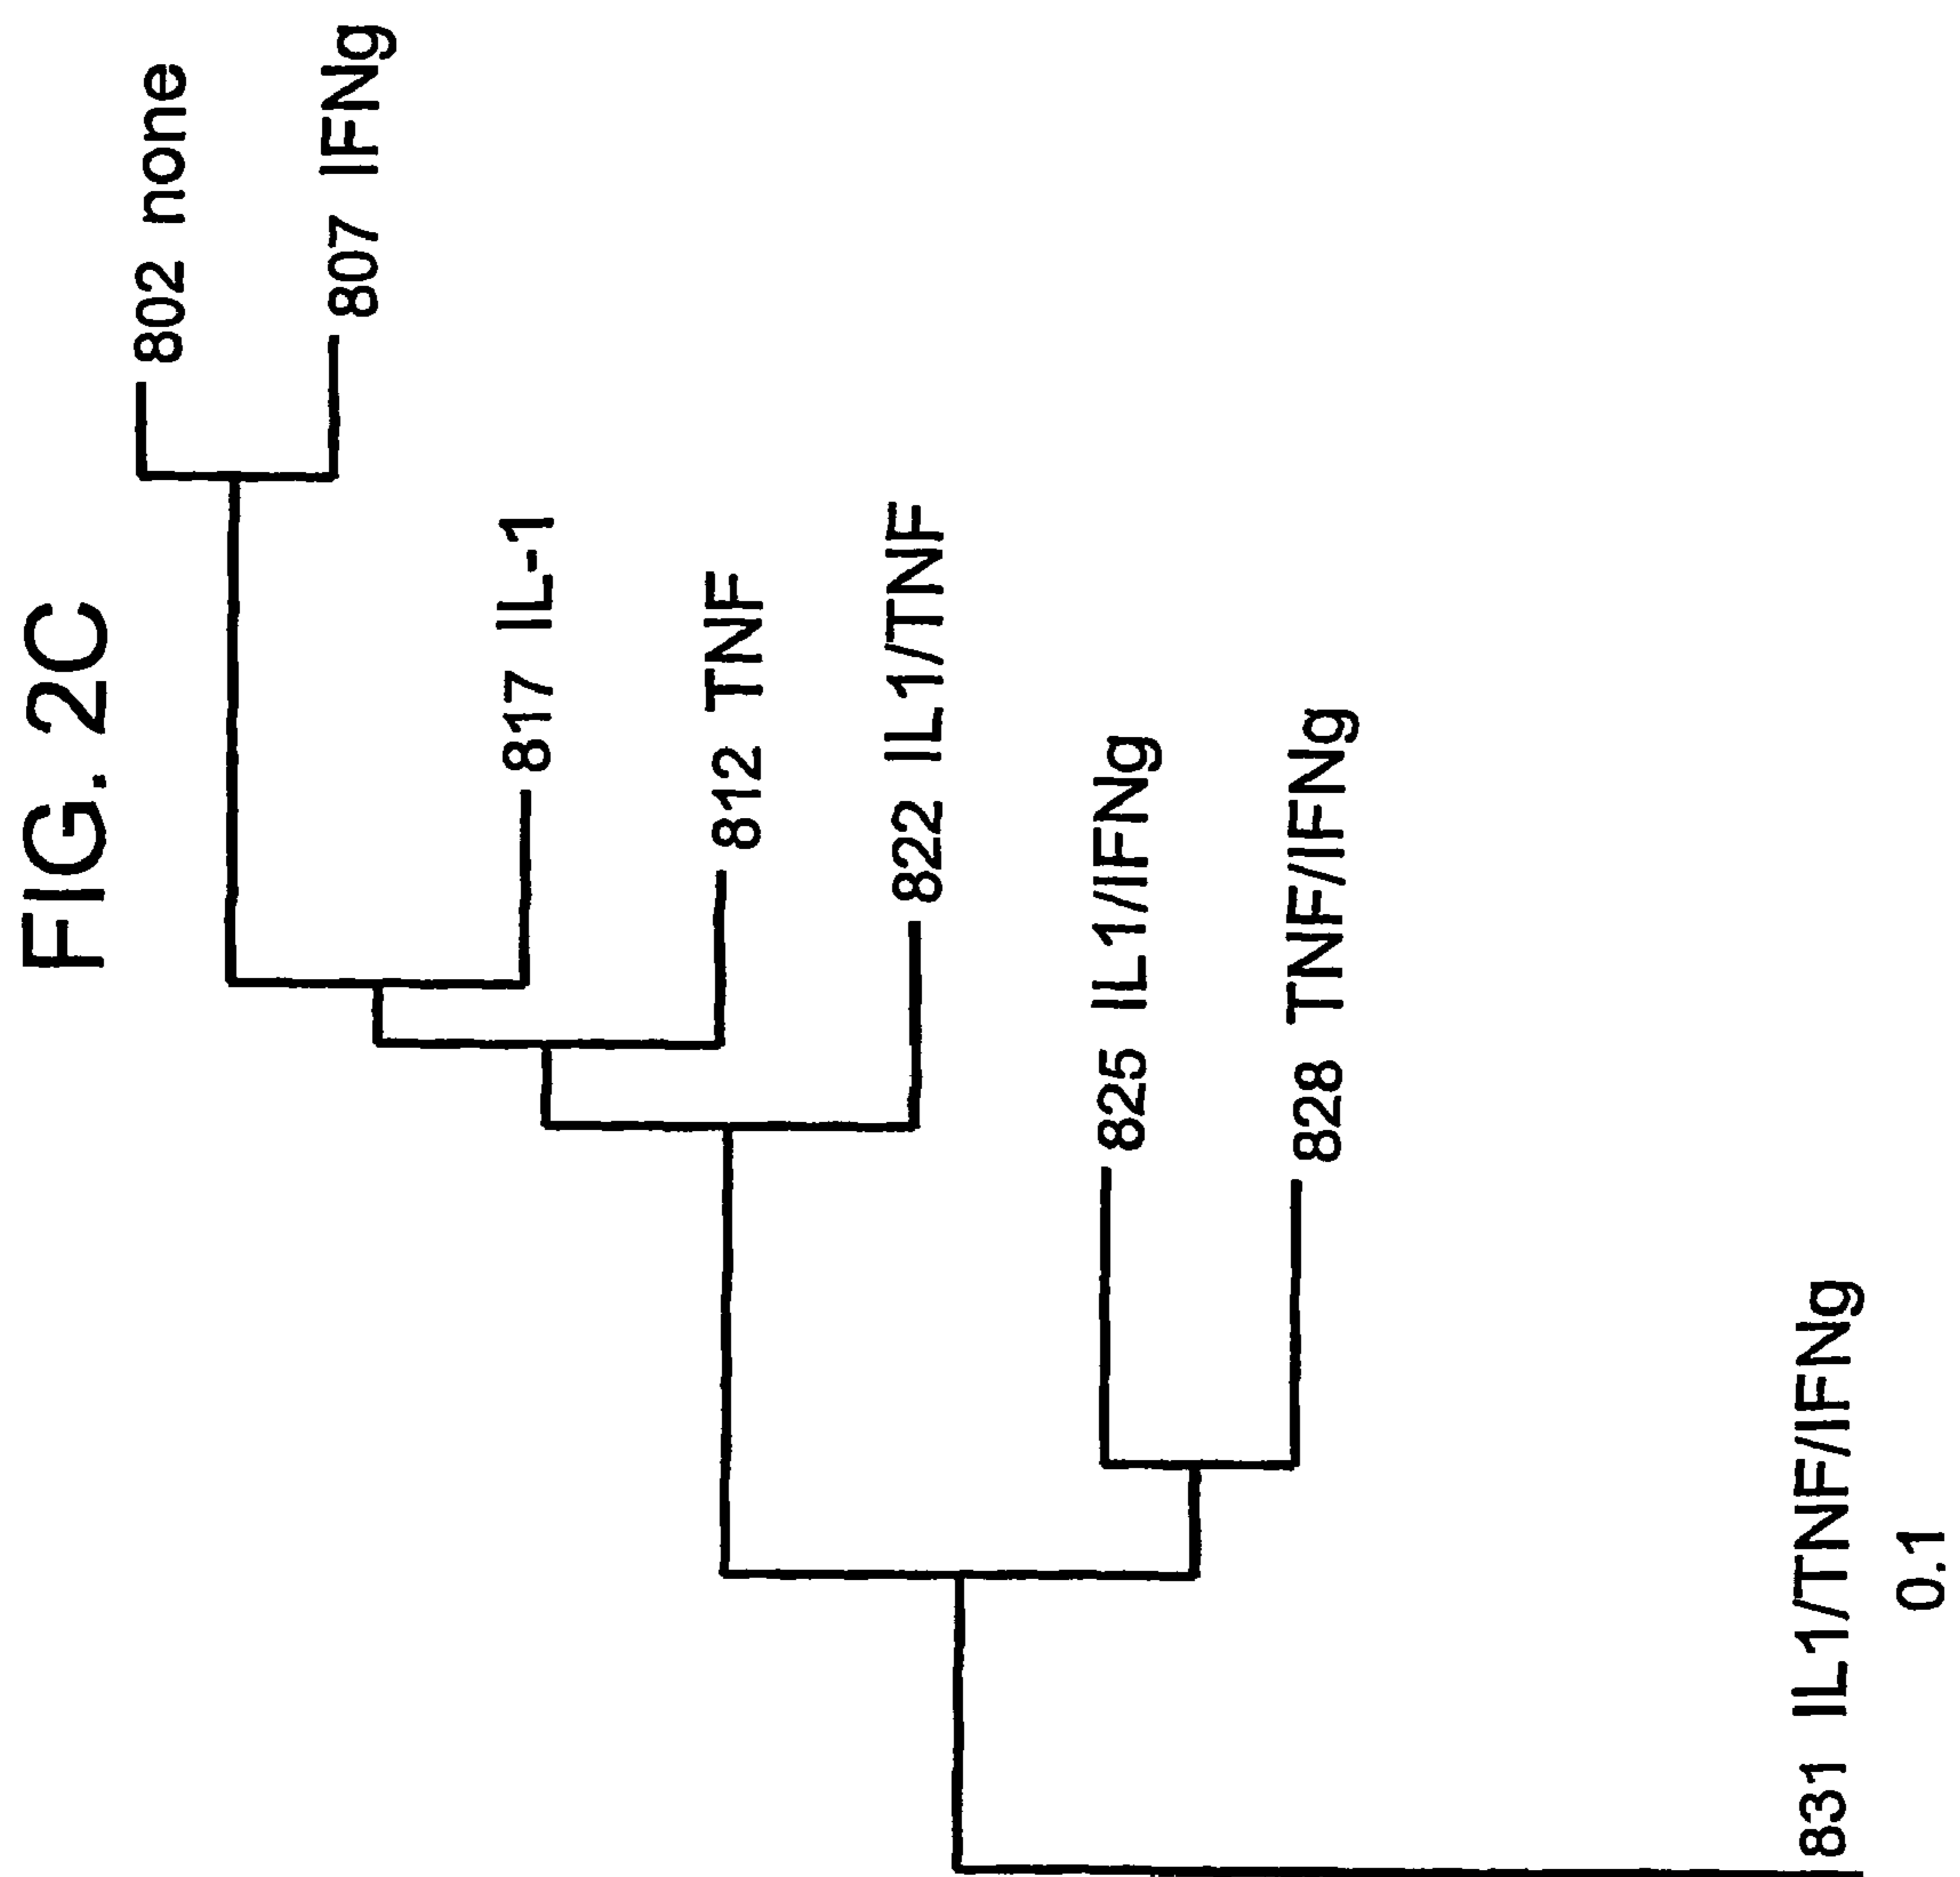 FIG. 2C
802 none
807 IFNg
817 IL-1
812 TNF
822 IL1/TNF
825 IL1/IFNg
828 TNF/IFNg
831 IL1/TNF/IFNg
0.1